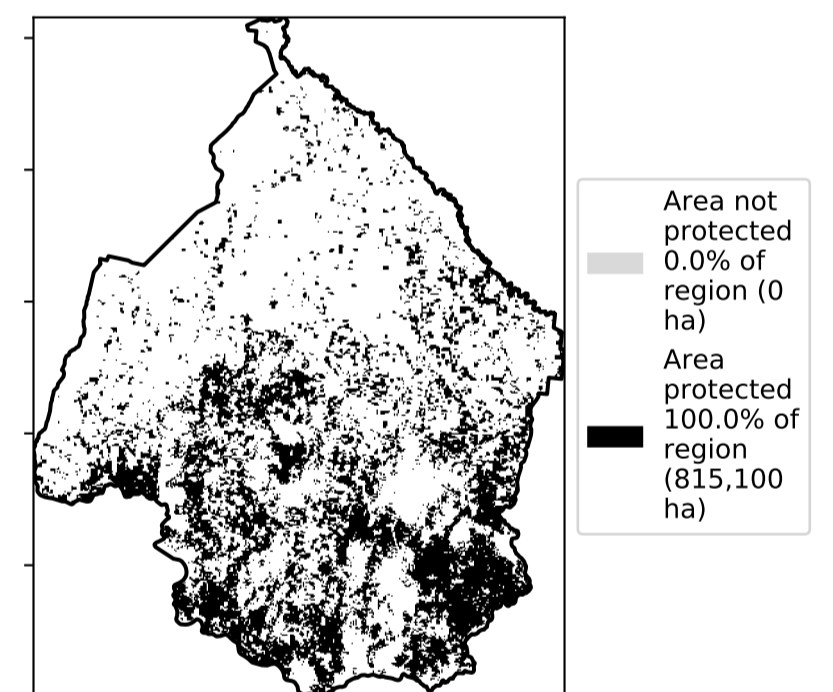 Area not
protected
0.0% of
region (0
ha)
Area
protected
100.0% of
region
(815,100
ha)